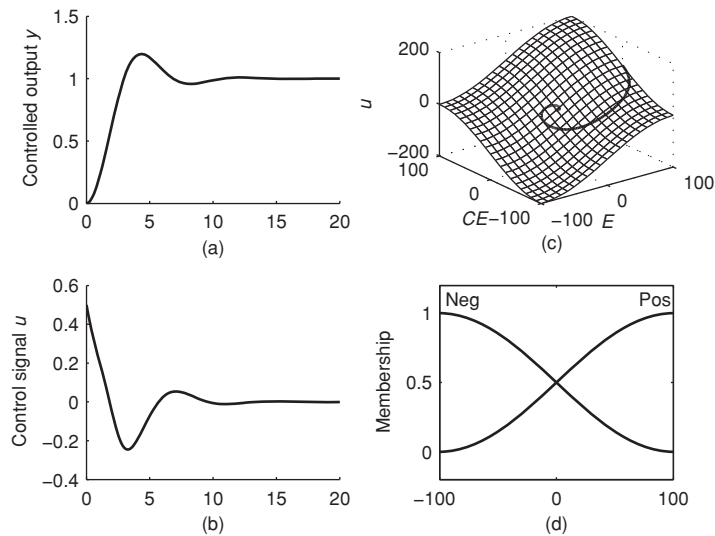 Controlled output y
1.5
1
0.5
0
0 5 10 15 20
(a)
u
200
0
−200
100
0
CE −100
−100
0
E
100
(c)
Control signal u
0.6
0.4
0.2
0
−0.2
−0.4
0 5 10 15 20
(b)
Membership
Neg Pos
1
0.5
0
−100 0 100
(d)